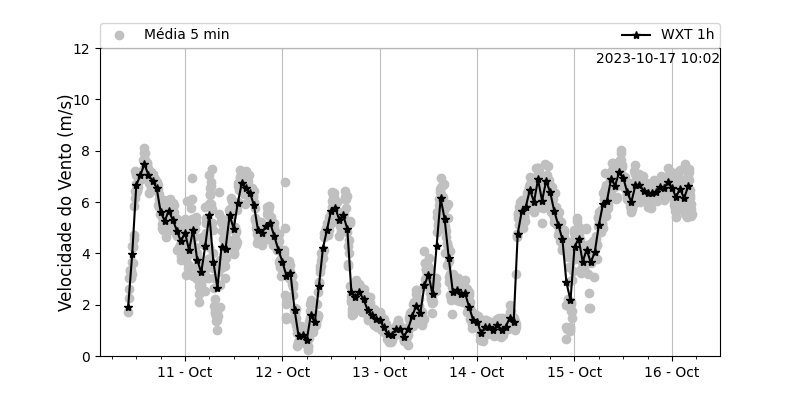 Média 5 min
WXT 1h
2023-10-17 10:02
Velocidade do Vento (m/s)
12
10
8
6
4
2
0
11 - Oct
12 - Oct
13 - Oct
14 - Oct
15 - Oct
16 - Oct